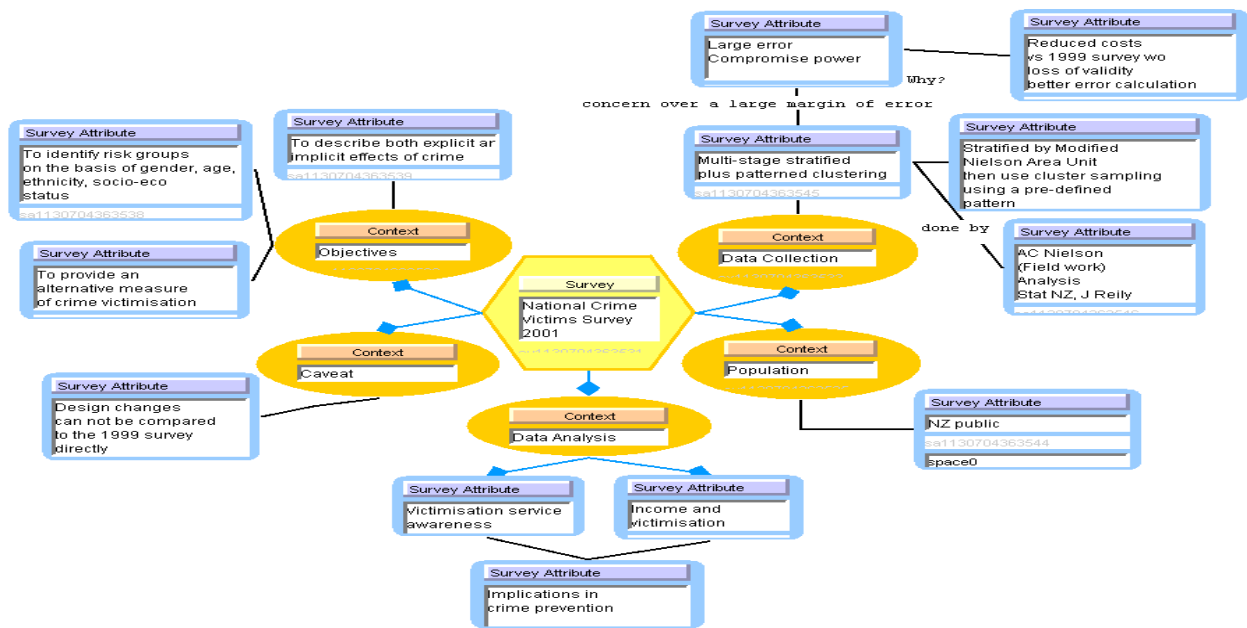 Survey Attribute
Large error
Compromise power
Survey Attribute
Reduced costs
vs 1999 survey wo
loss of validity
better error calculation
Why?
concern over a large margin of error
Survey Attribute
To identify risk groups
on the basis of gender, age,
ethnicity, socio-eco
status
sa1130704363538
Survey Attribute
To describe both explicit ar
implicit effects of crime
sa1130704363539
Survey Attribute
Multi-stage stratified
plus patterned clustering
sa1130704363545
Survey Attribute
Stratified by Modified
Nielson Area Unit
then use cluster sampling
using a pre-defined
pattern
done by
Survey Attribute
AC Nielson
(Field work)
Analysis
Stat NZ, J Reily
Survey Attribute
To provide an
alternative measure
of crime victimisation
Context
Objectives
Context
Data Collection
Survey
National Crime
Victims Survey
2001
Context
Caveat
Context
Population
Survey Attribute
Design changes
can not be compared
to the 1999 survey
directly
Context
Data Analysis
Survey Attribute
NZ public
sa1130704363544
space0
Survey Attribute
Victimisation service
awareness
Survey Attribute
Income and
victimisation
Survey Attribute
Implications in
crime prevention